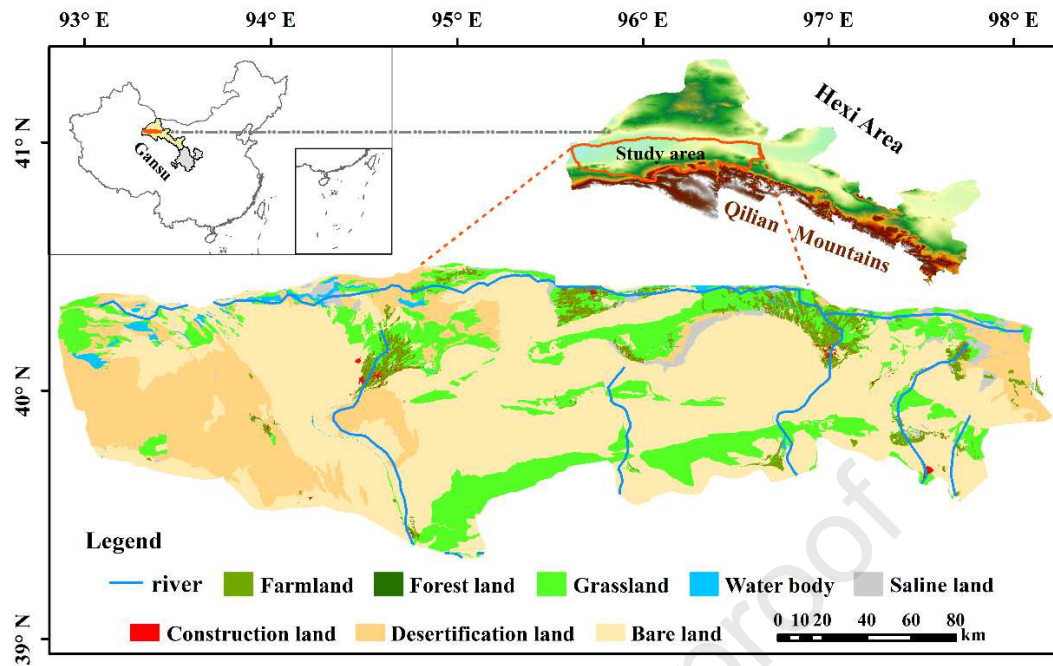 93° E 94° E 95° E 96° E 97° E 98° E
41° N
40° N
39° N
Gansu
Hexi Area
Study area
Qilian Mountains
Legend
river Farmland Forest land Grassland Water body Saline land
Construction land Desertification land Bare land
0 10 20 40 60 80
km
proof